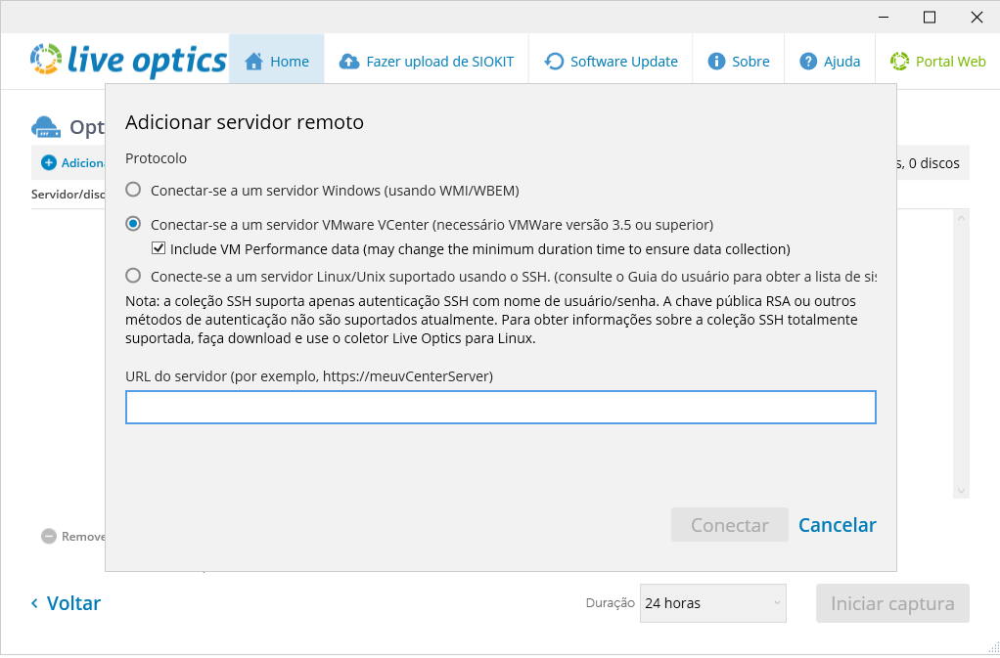 live optics
Home
Fazer upload de SIOKIT
Software Update
Sobre
Ajuda
Portal Web
Opt
Adicionar servidor remoto
Protocolo
Conectar-se a um servidor Windows (usando WMI/WBEM)
Conectar-se a um servidor VMware VCenter (necessário VMWare versão 3.5 ou superior)
Include VM Performance data (may change the minimum duration time to ensure data collection)
Conecte-se a um servidor Linux/Unix suportado usando o SSH. (consulte o Guia do usuário para obter a lista de sis
Nota: a coleção SSH suporta apenas autenticação SSH com nome de usuário/senha. A chave pública RSA ou outros
métodos de autenticação não são suportados atualmente. Para obter informações sobre a coleção SSH totalmente
suportada, faça download e use o coletor Live Optics para Linux.
URL do servidor (por exemplo, https://meuvCenterServer)
Conectar
Cancelar
Adiciona
s, 0 discos
Servidor/disc
Remove
Voltar
Duração
24 horas
Iniciar captura